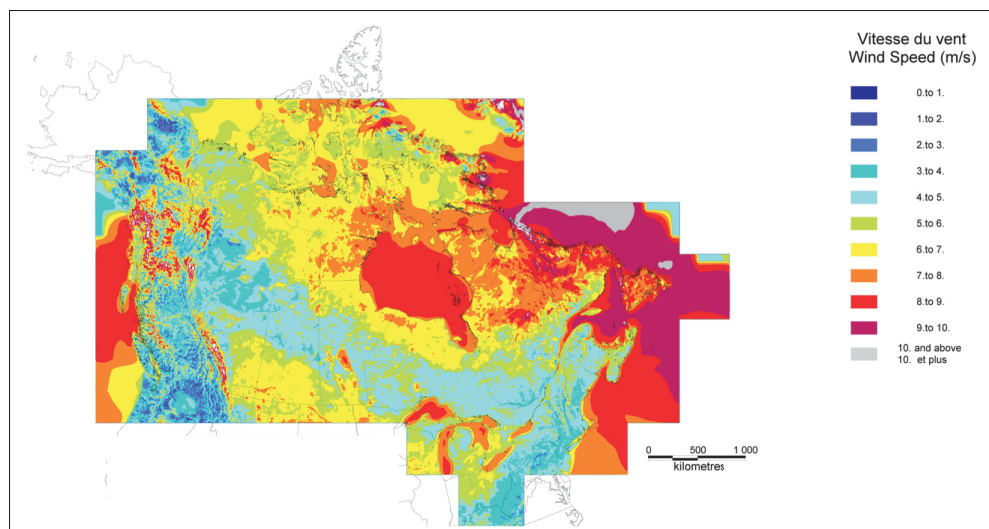 Vitesse du vent
Wind Speed (m/s)
0.to 1.
1.to 2.
2.to 3.
3.to 4.
4.to 5.
5.to 6.
6.to 7.
7.to 8.
8.to 9.
9.to 10.
10. and above
10. et plus
0 500 1 000
kilometres